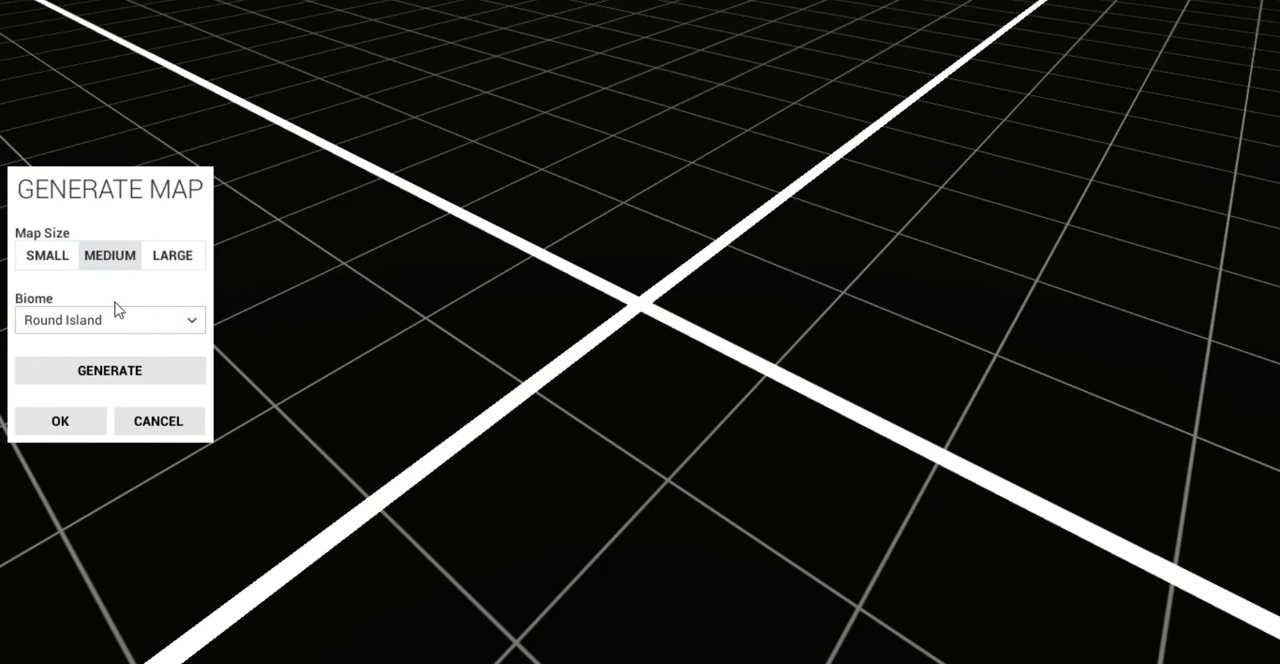 GENERATE MAP
Map Size
SMALL MEDIUM LARGE
Biome
Round Island
GENERATE
OK CANCEL